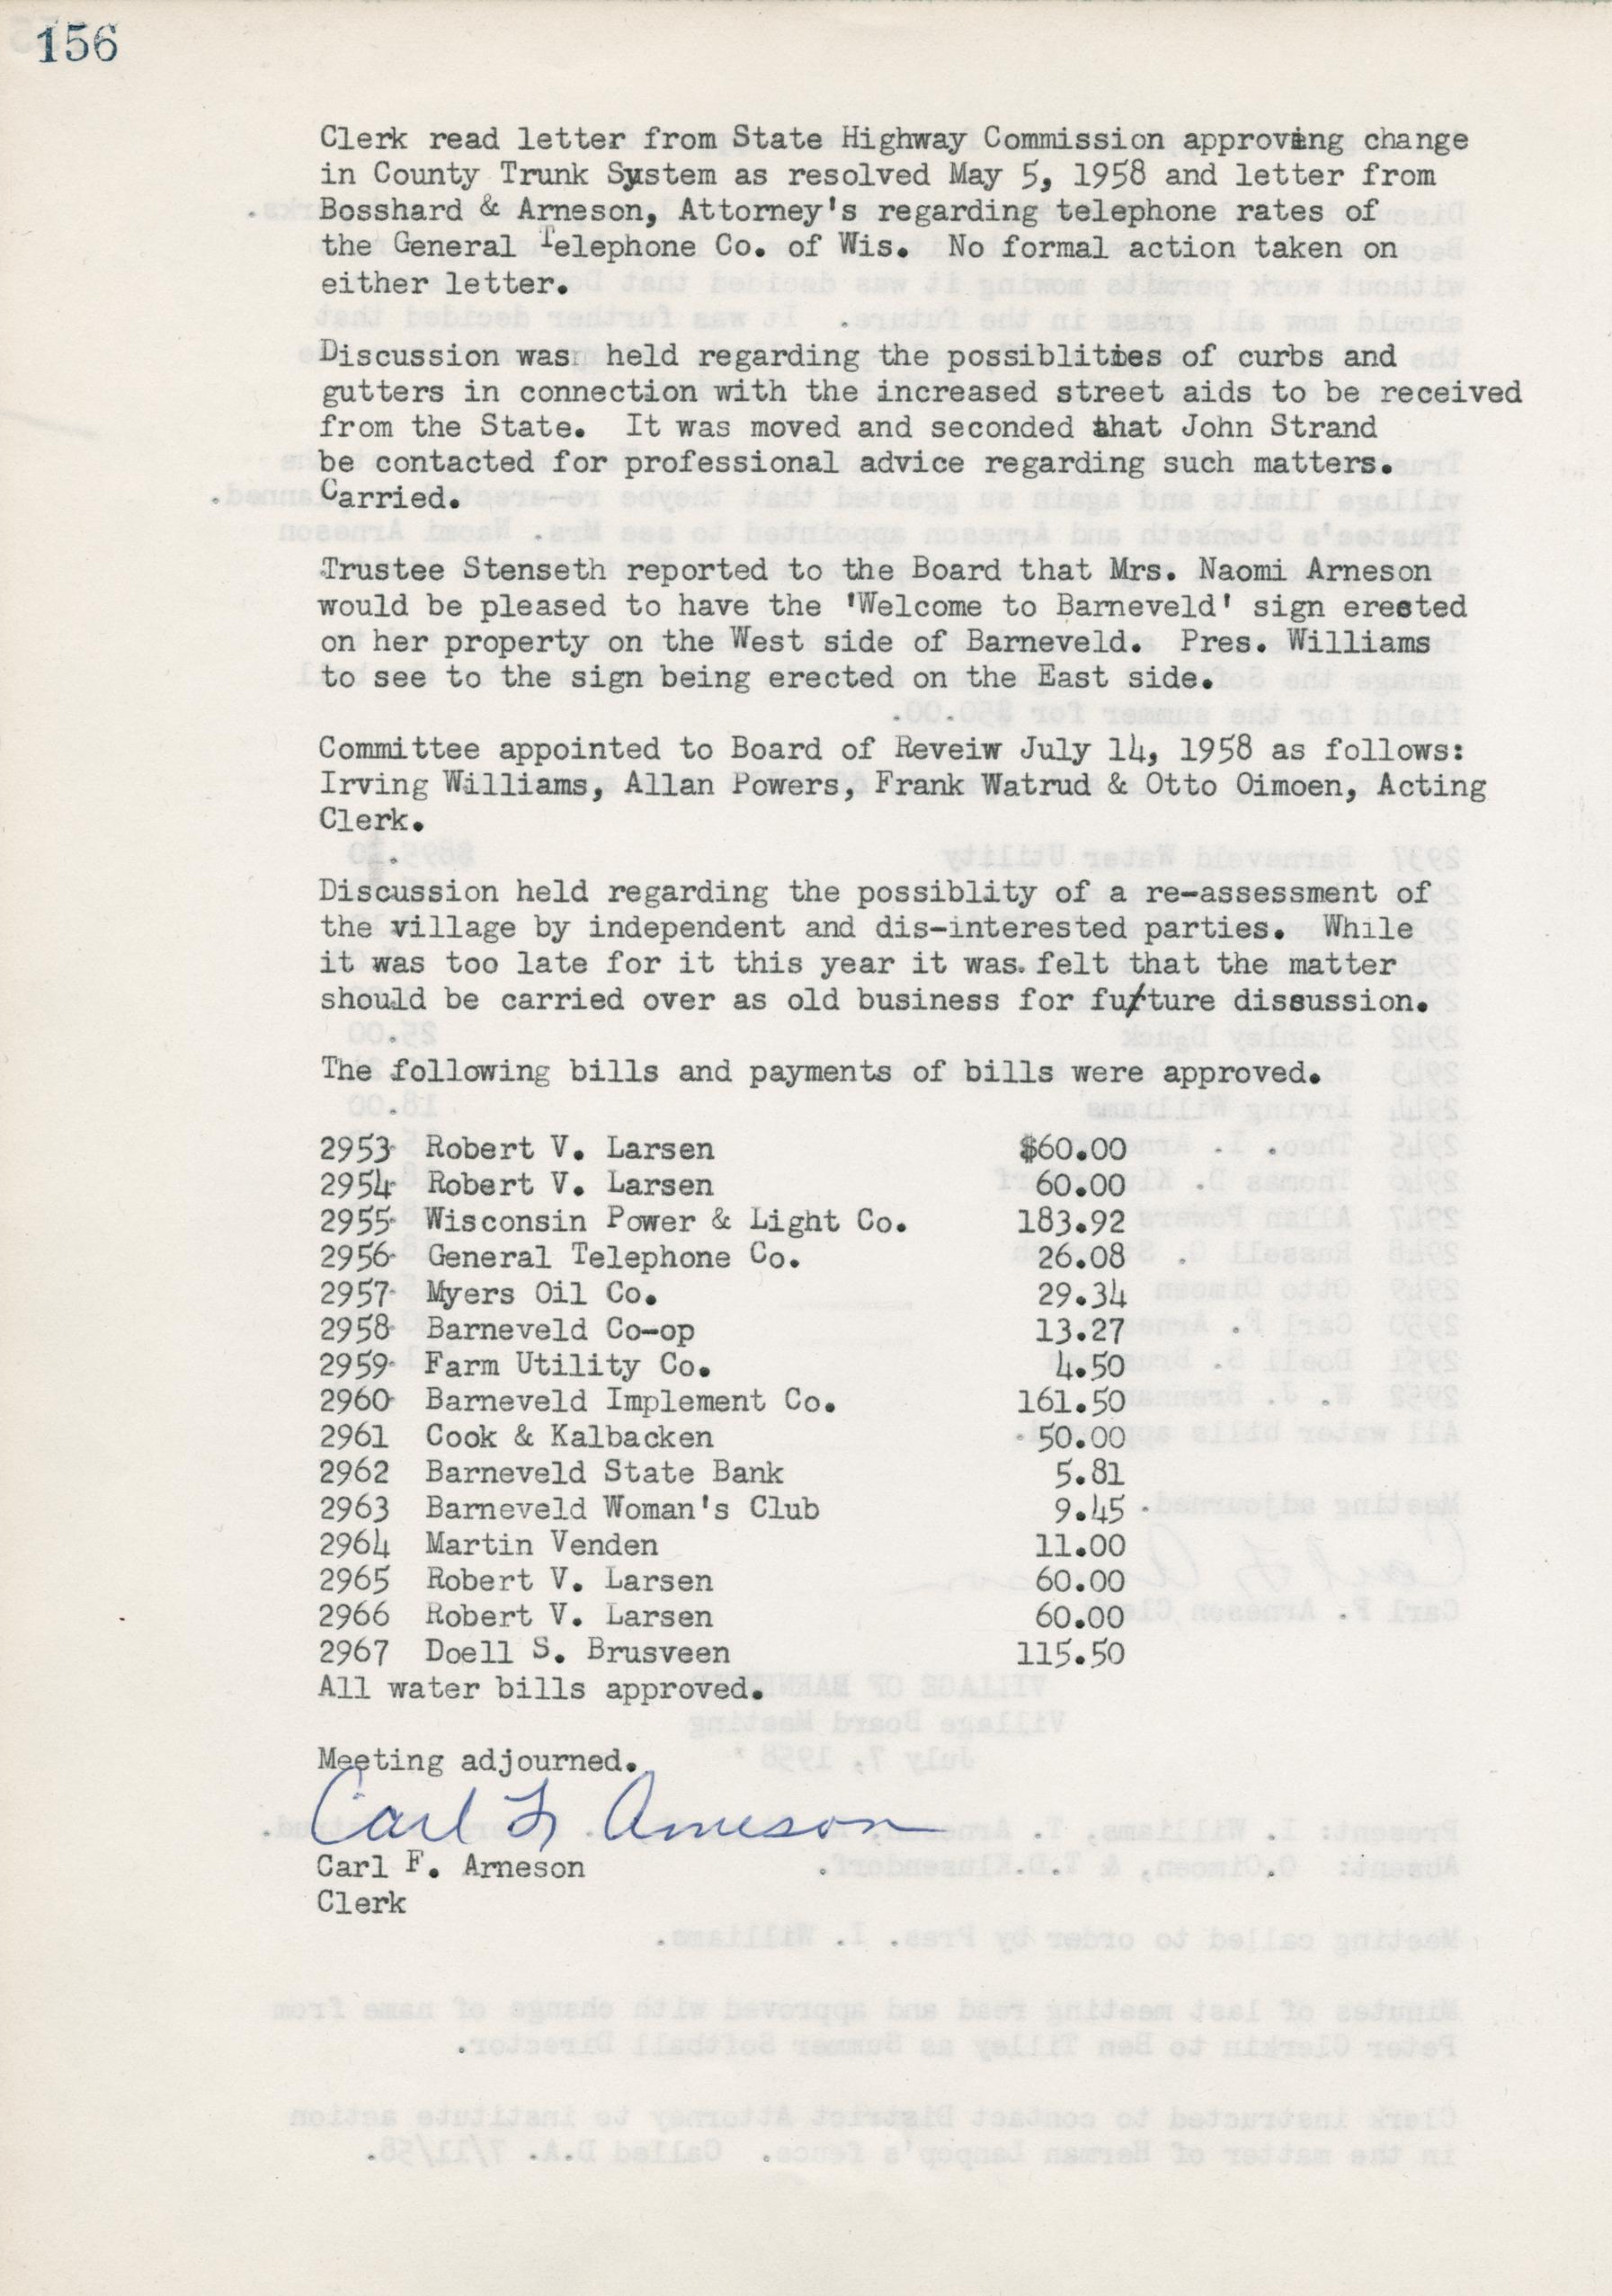 156
Clerk read letter from State Highway Commission approving change
in County Trunk System as resolved May 5, 1958 and letter from
Bosshard & Arneson, Attorney's regarding telephone rates of
the General Telephone Co. of Wis. No formal action taken on
either letter.
Discussion was held regarding the possiblities of curbs and
gutters in connection with the increased street aids to be received
from the State. It was moved and seconded that John Strand
be contacted for professional advice regarding such matters.
Carried.
Trustee Stenseth reported to the Board that Mrs. Naomi Arneson
would be pleased to have the 'Welcome to Barneveld' sign erected
on her property on the West side of Barneveld. Pres. Williams
to see to the sign being erected on the East side.
Committee appointed to Board of Reveiw July 14, 1958 as follows:
Irving Williams, Allan Powers, Frank Watrud & Otto Oimoen, Acting
Clerk.
Discussion held regarding the possiblity of a re-assessment of
the village by independent and dis-interested parties. While
it was too late for it this year it was felt that the matter
should be carried over as old business for future discussion.
The following bills and payments of bills were approved.
2953 Robert V. Larsen $60.00
2954 Robert V. Larsen 60.00
2955 Wisconsin Power & Light Co. 183.92
2956 General Telephone Co. 26.08
2957 Myers Oil Co. 29.34
2958 Barneveld Co-op 13.27
2959 Farm Utility Co. 4.50
2960 Barneveld Implement Co. 161.50
2961 Cook & Kalbacken 50.00
2962 Barneveld State Bank 5.81
2963 Barneveld Woman's Club 9.45
2964 Martin Venden 11.00
2965 Robert V. Larsen 60.00
2966 Robert V. Larsen 60.00
2967 Doell S. Brusveen 115.50
All water bills approved.
Meeting adjourned.
Carl F. Arneson
Carl F. Arneson
Clerk